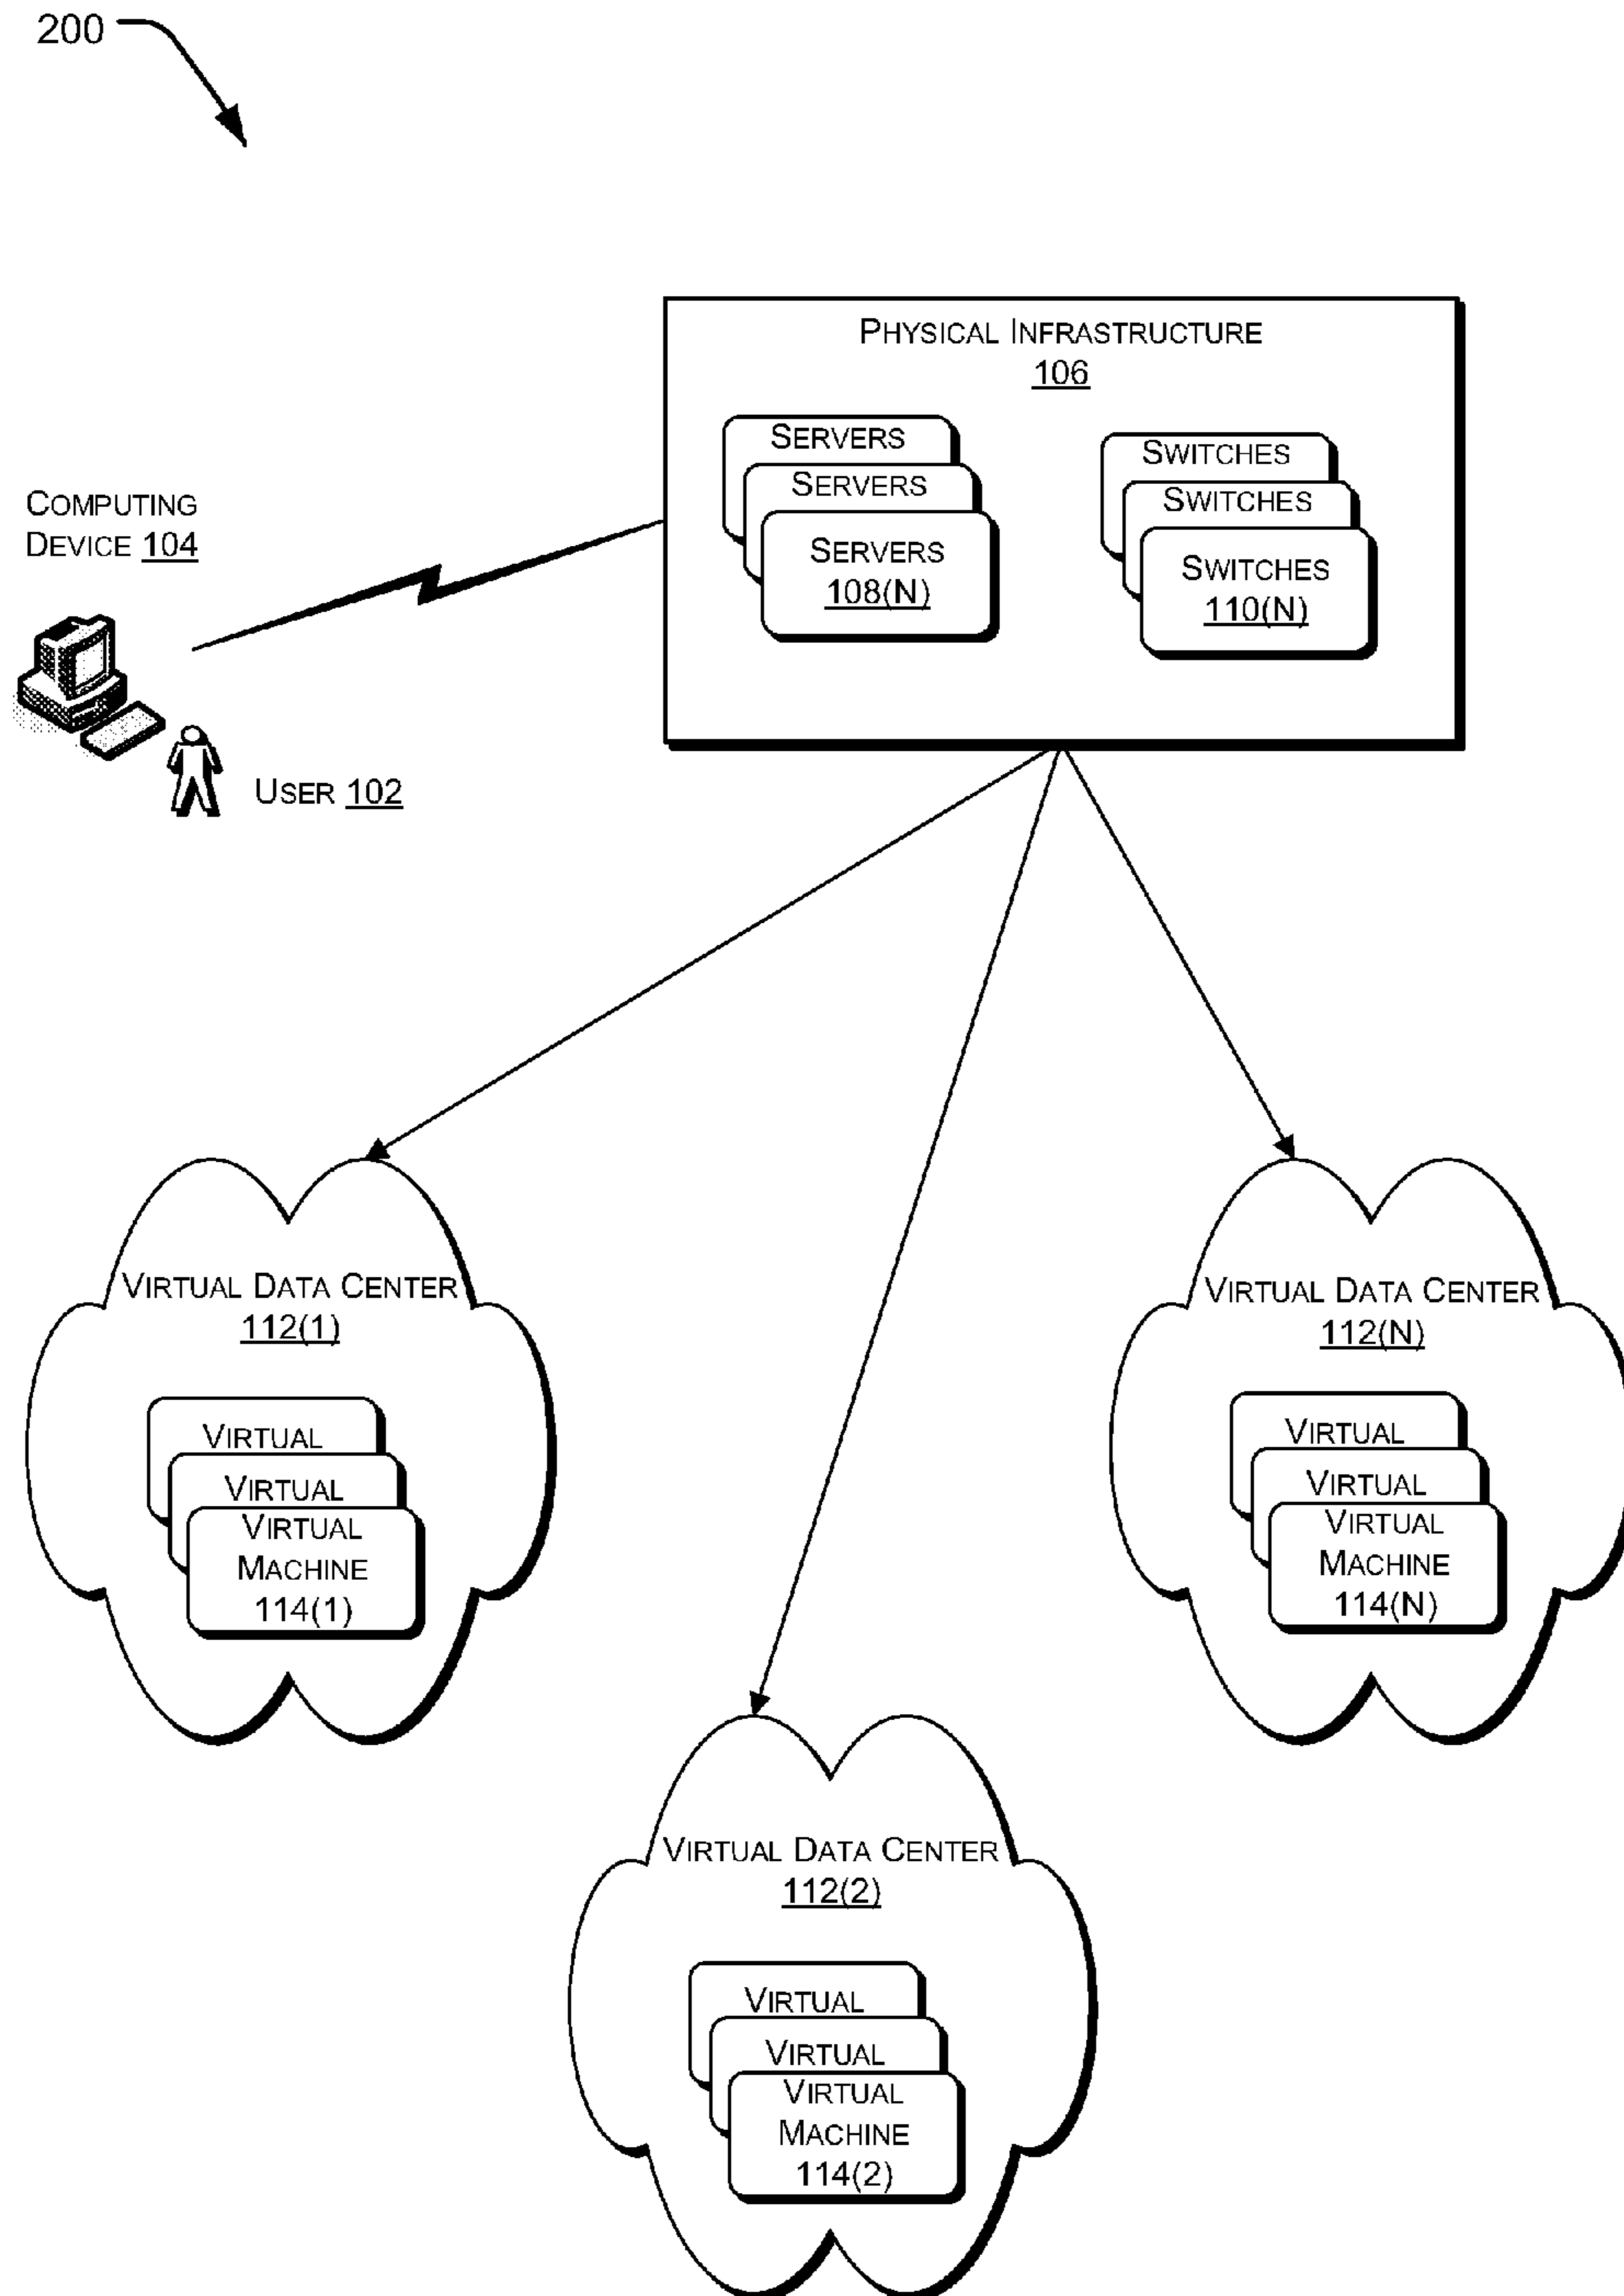 200
PHYSICAL INFRASTRUCTURE
106
SERVERS
SERVERS
SERVERS
108(N)
SWITCHES
SWITCHES
SWITCHES
110(N)
COMPUTING
DEVICE 104
USER 102
VIRTUAL DATA CENTER
112(1)
VIRTUAL
VIRTUAL
VIRTUAL
MACHINE
114(1)
VIRTUAL DATA CENTER
112(N)
VIRTUAL
VIRTUAL
VIRTUAL
MACHINE
114(N)
VIRTUAL DATA CENTER
112(2)
VIRTUAL
VIRTUAL
VIRTUAL
MACHINE
114(2)